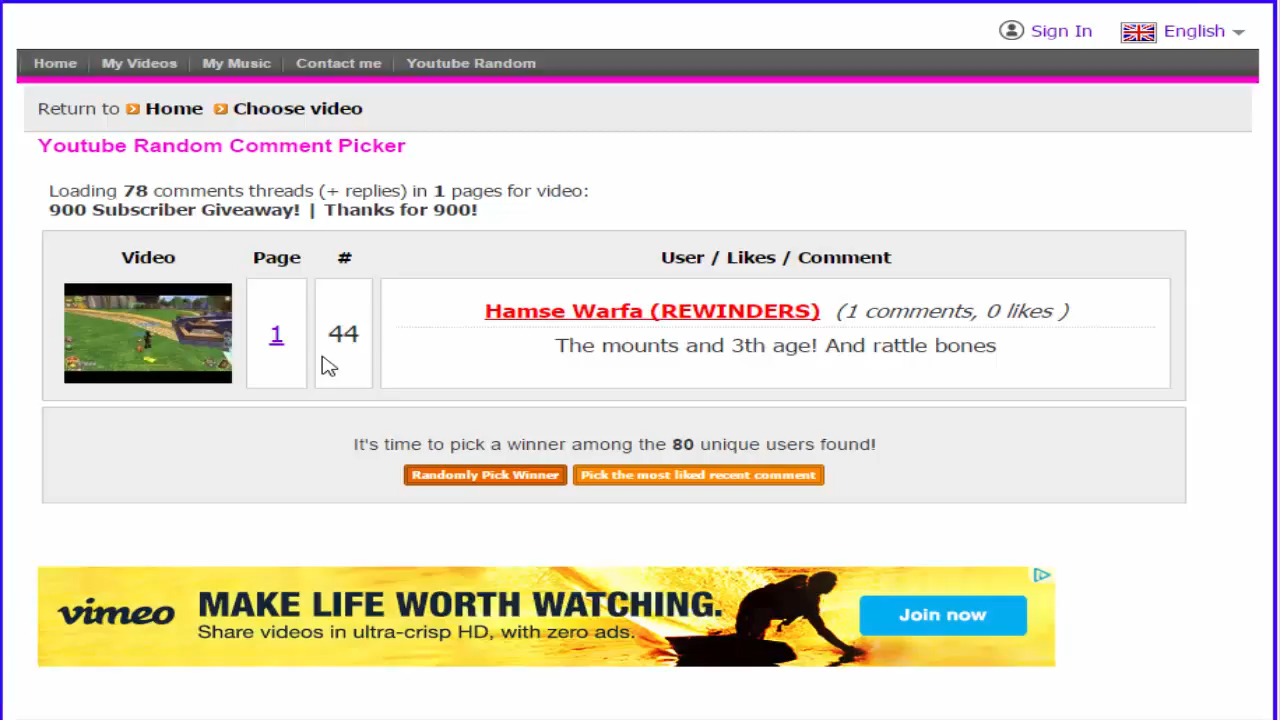 Sign In English
Home My Videos My Music Contact me Youtube Random
Return to Home Choose video
Youtube Random Comment Picker
Loading 78 comments threads (+ replies) in 1 pages for video:
900 Subscriber Giveaway! | Thanks for 900!
Video Page # User / Likes / Comment
Hamse Warfa (REWINDERS) (1 comments, 0 likes )
1 44
The mounts and 3th age! And rattle bones
It's time to pick a winner among the 80 unique users found!
Randomly Pick Winner Pick the most liked recent comment
vimeo MAKE LIFE WORTH WATCHING.
Share videos in ultra-crisp HD, with zero ads.
Join now